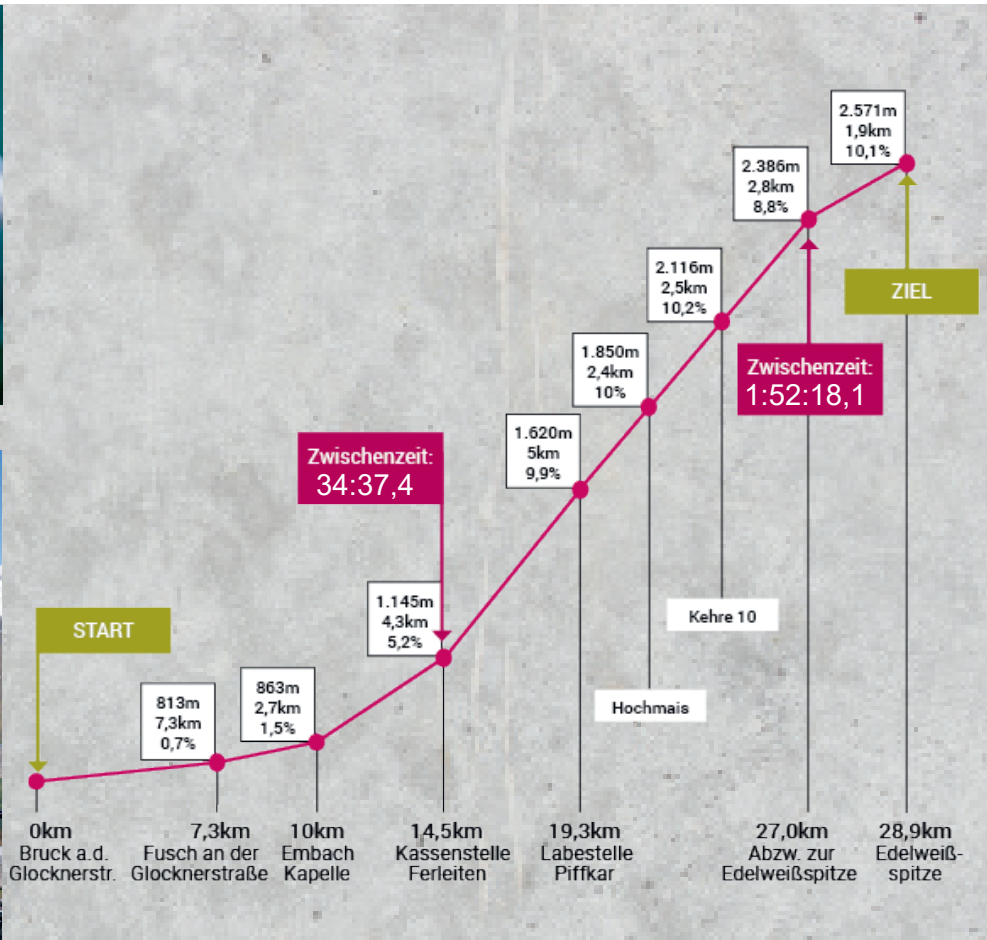 2.571m
1,9km
10,1%
2.386m
2,8km
8,8%
ZIEL
2.116m
2,5km
10,2%
1.850m
2,4km
10%
Zwischenzeit:
1:52:18,1
1.620m
5km
9,9%
Zwischenzeit:
34:37,4
1.145m
4,3km
5,2%
START
Kehre 10
813m
7,3km
0,7%
863m
2,7km
1,5%
Hochmais
0km
Bruck a.d.
Glocknerstr.
7,3km
Fusch an der
Glocknerstraße
10km
Embach
Kapelle
14,5km
Kassenstelle
Ferleiten
19,3km
Labestelle
Piffkar
27,0km
Abzw. zur
Edelweißspitze
28,9km
Edelweiß-
spitze